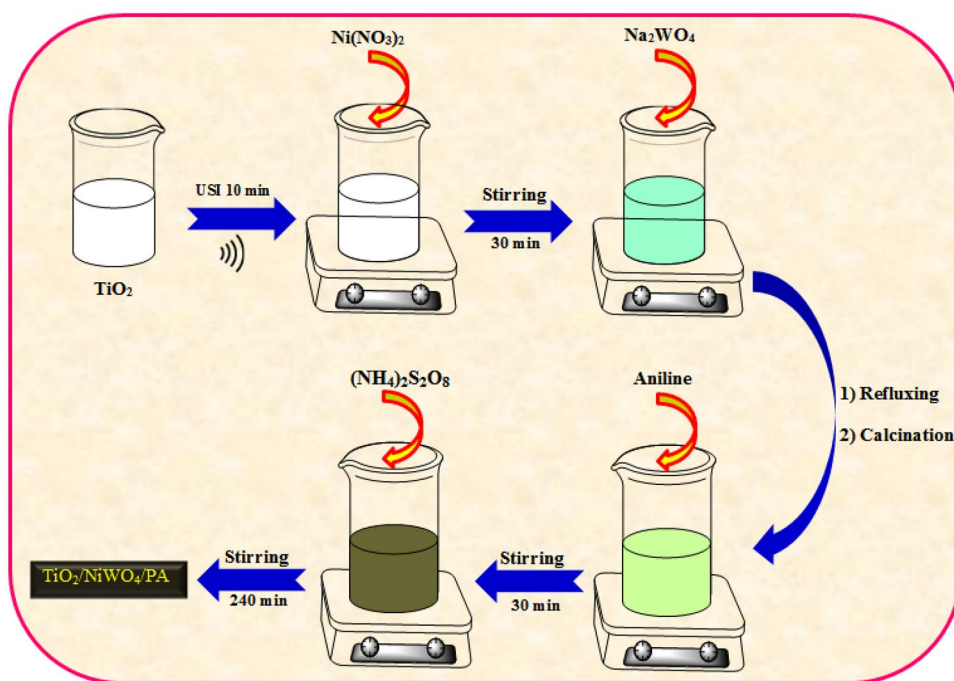 Ni(NO₃)₂
Na₂WO₄
USI 10 min
Stirring
30 min
TiO₂
1) Refluxing
2) Calcination
Aniline
(NH₄)₂S₂O₈
Stirring
30 min
Stirring
240 min
TiO₂/NiWO₄/PA